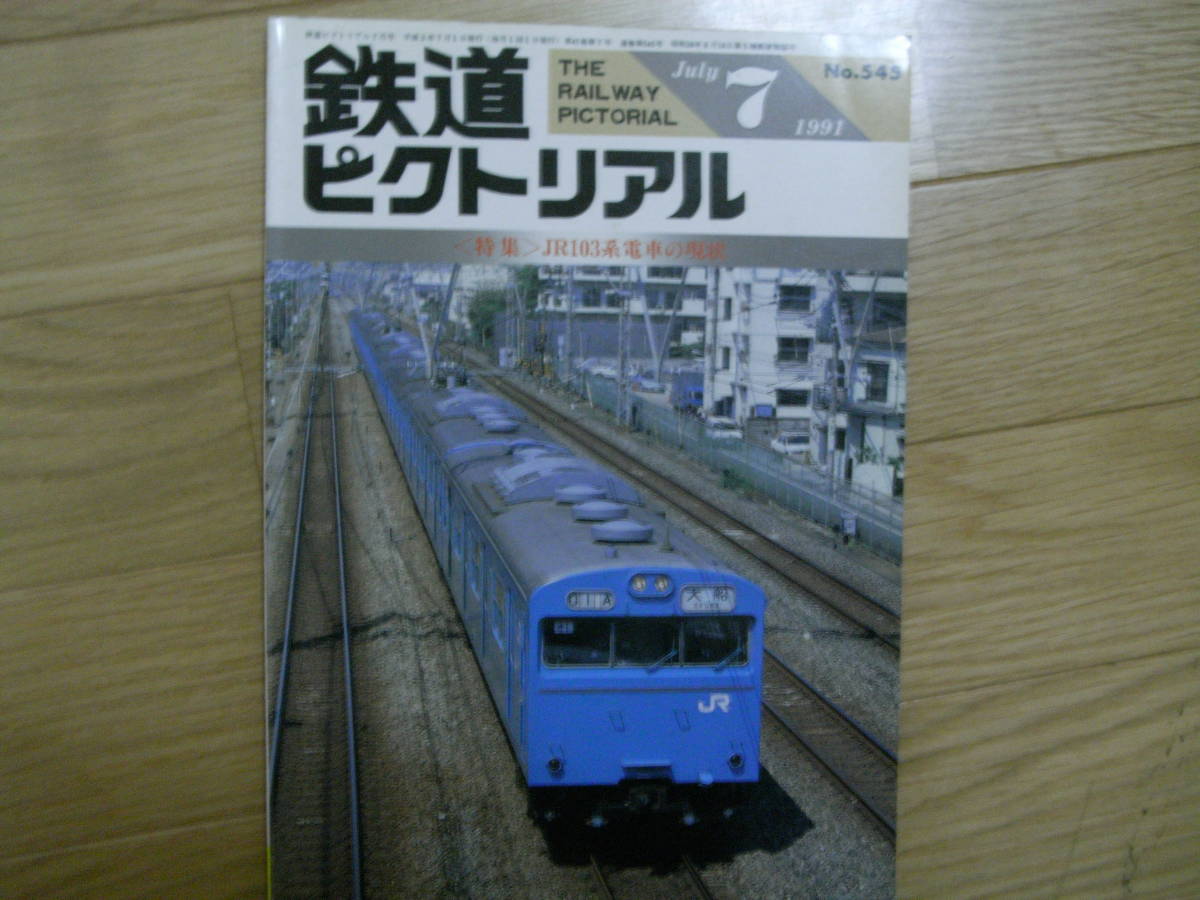 鉄道
ピクトリアル
THE
RAILWAY
PICTORIAL
July
7
1991
No.545
<特集>JR103系電車の現状
大船
JR